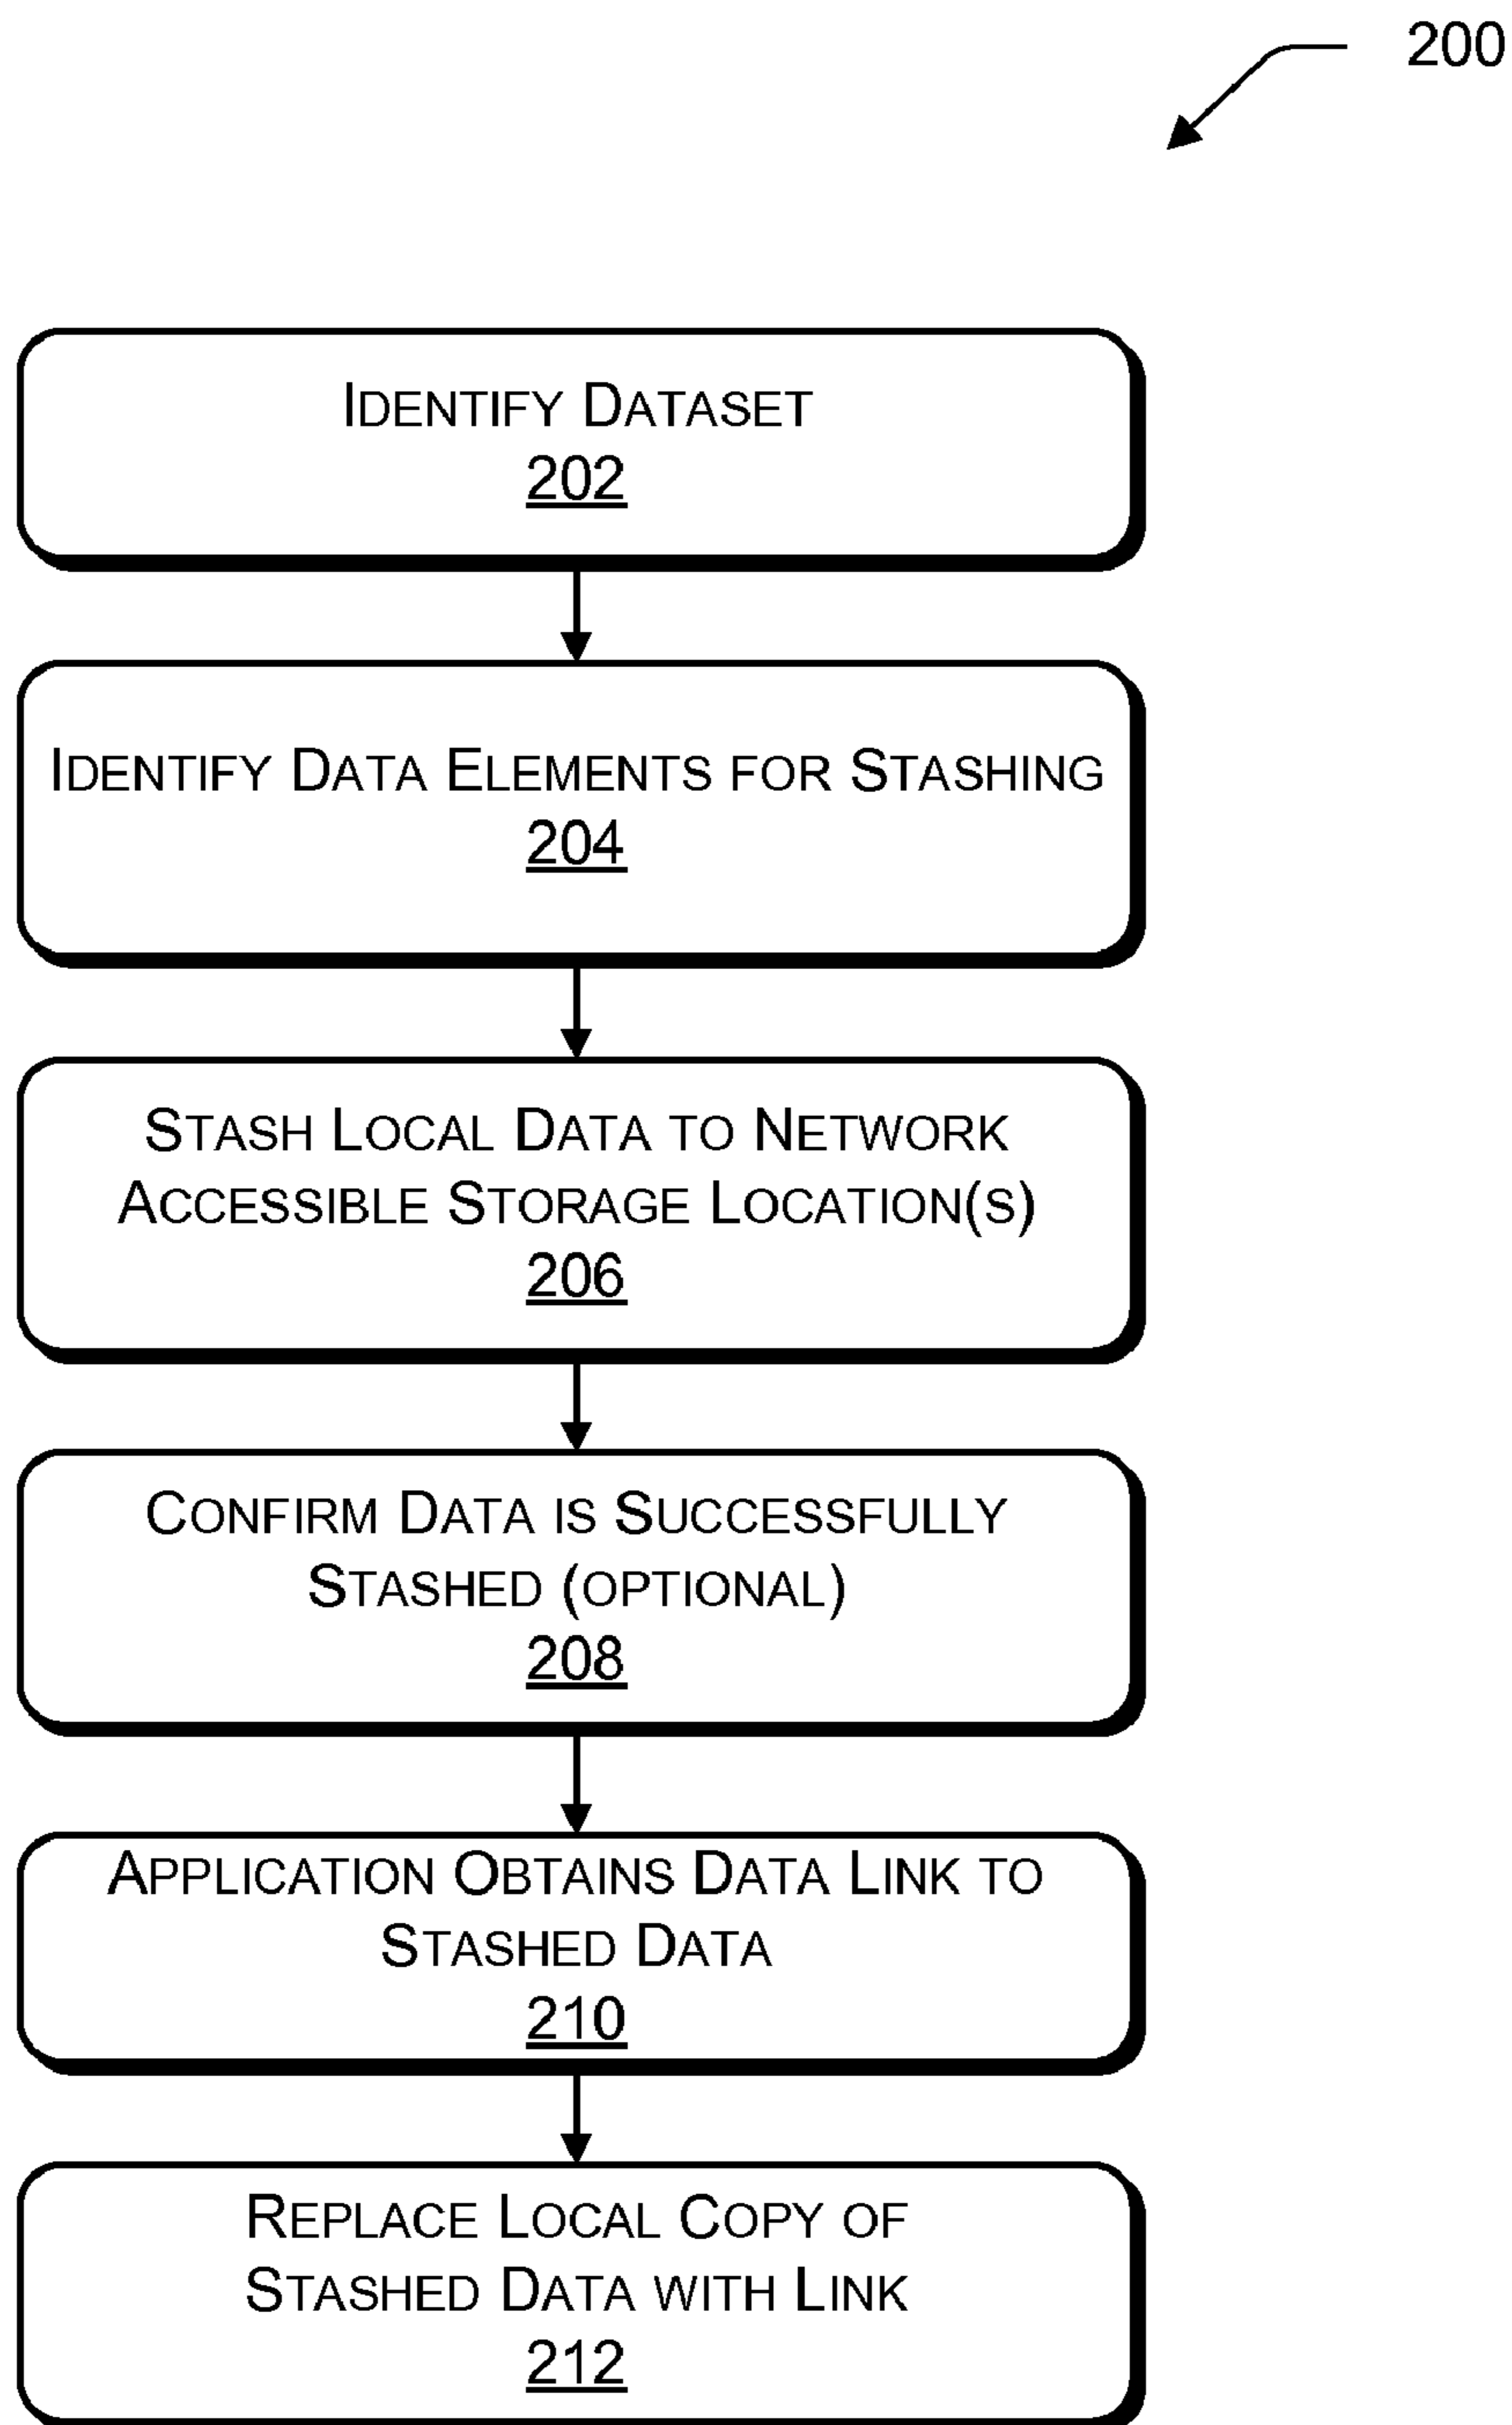 200
IDENTIFY DATASET
202
IDENTIFY DATA ELEMENTS FOR STASHING
204
STASH LOCAL DATA TO NETWORK
ACCESSIBLE STORAGE LOCATION(S)
206
CONFIRM DATA IS SUCCESSFULLY
STASHED (OPTIONAL)
208
APPLICATION OBTAINS DATA LINK TO
STASHED DATA
210
REPLACE LOCAL COPY OF
STASHED DATA WITH LINK
212